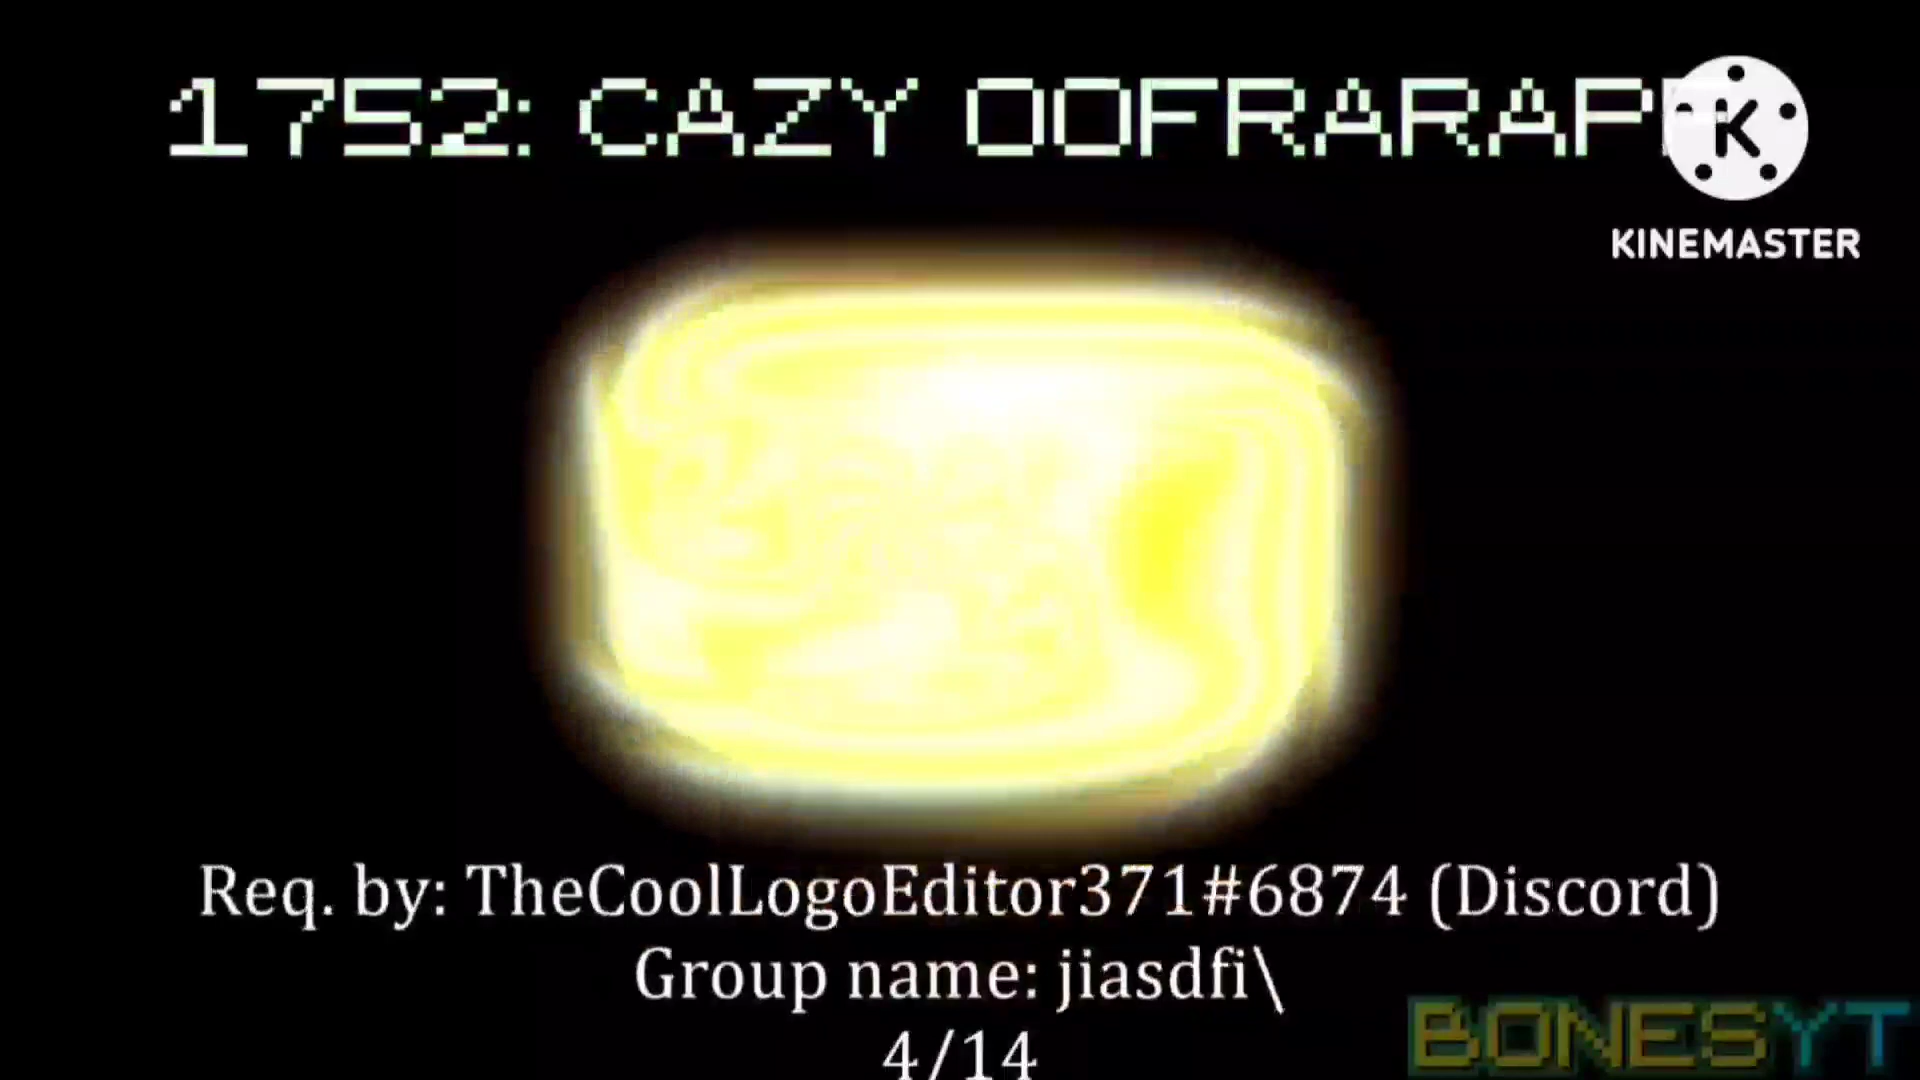 1752: CAZY OOFRARAP
K
KINEMASTER
Req. by: TheCoolLogoEditor371#6874 (Discord)
Group name: jiasdfi\
4/14
BONESYT